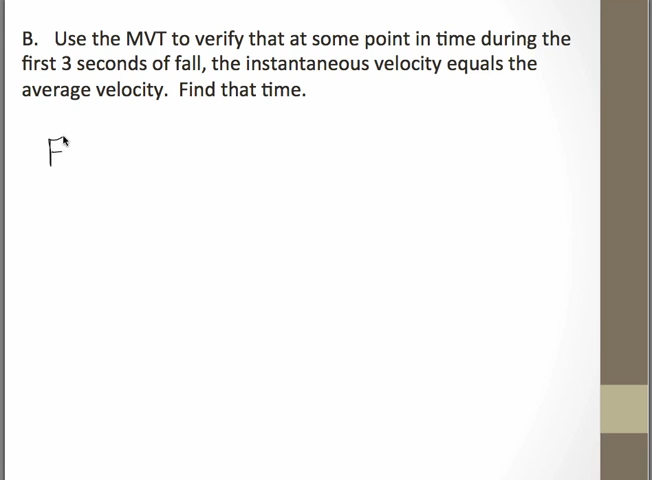 B. Use the MVT to verify that at some point in time during the
first 3 seconds of fall, the instantaneous velocity equals the
average velocity. Find that time.
F